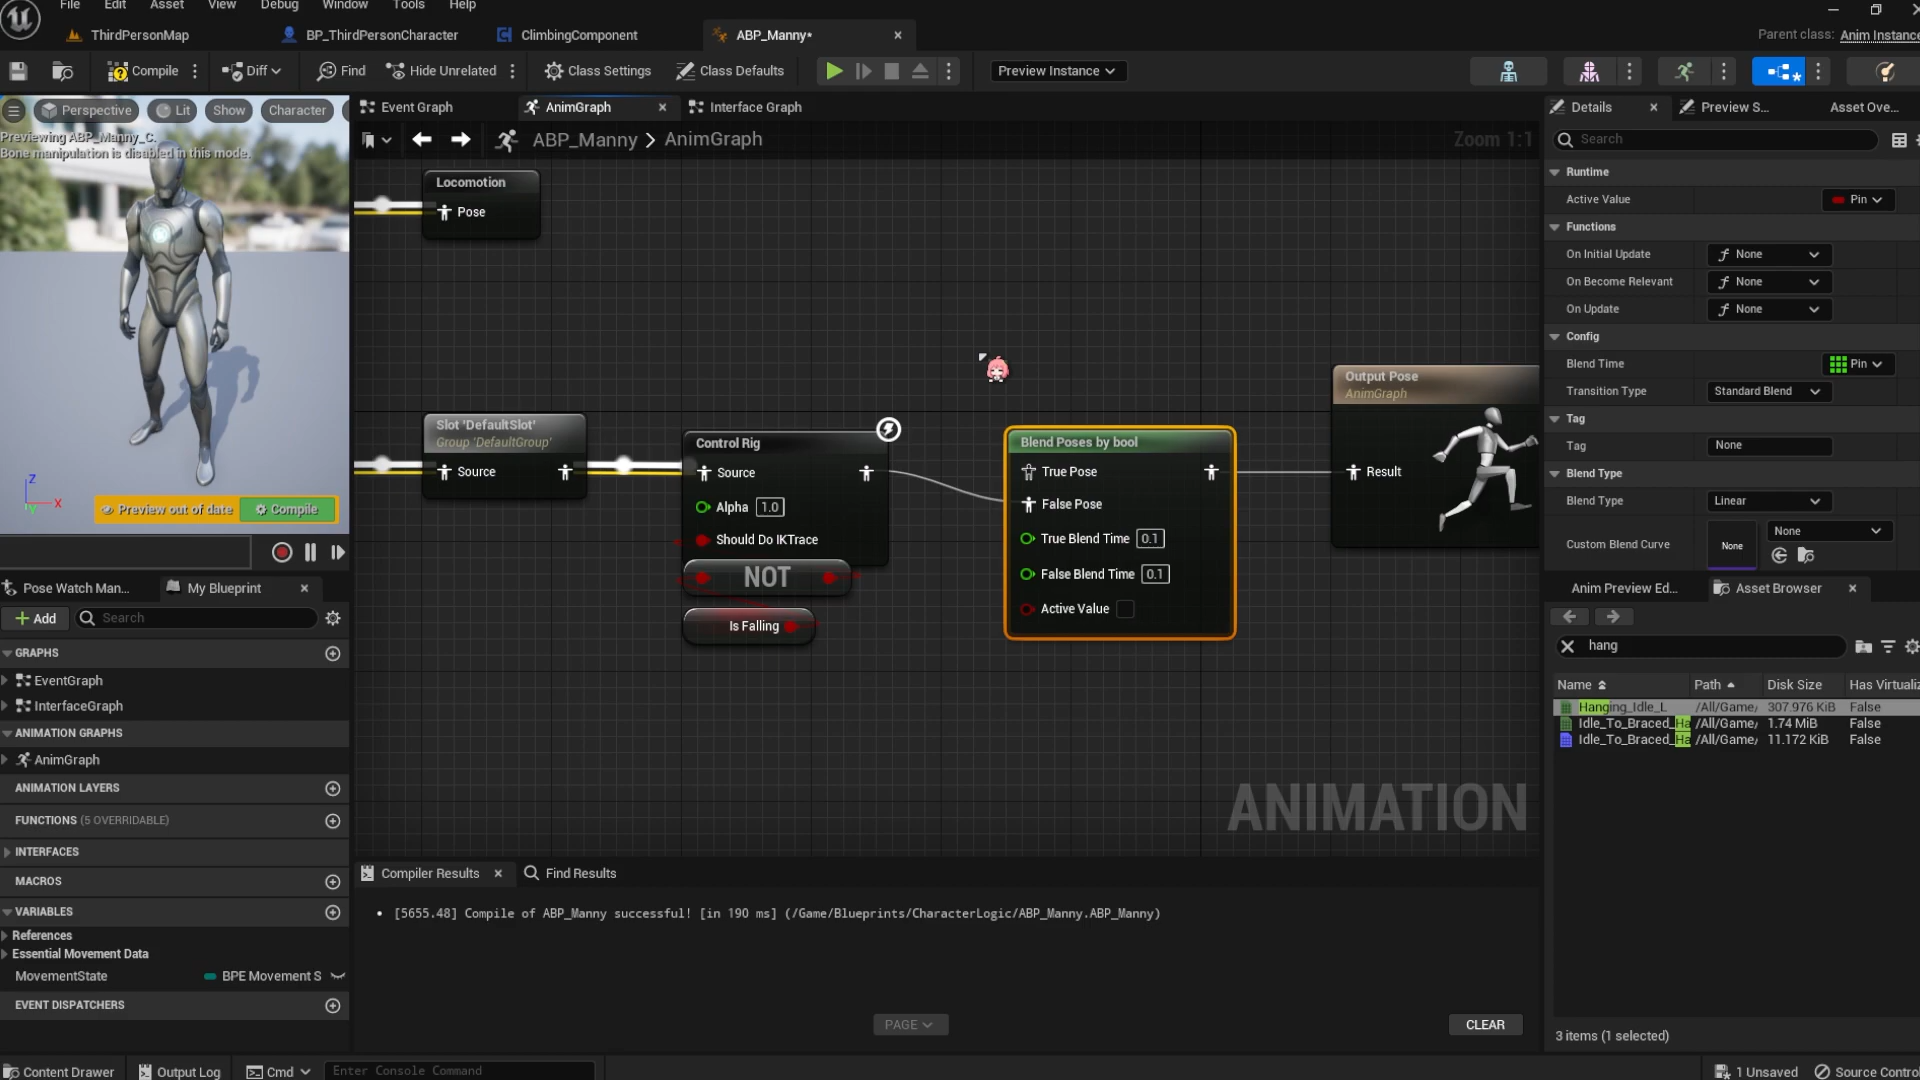 File Edit Asset View Debug Window Tools Help
ThirdPersonMap
BP_ThirdPersonCharacter
ClimbingComponent
ABP_Manny*
Parent class: Anim Instance
Compile
Diff
Find
Hide Unrelated
Class Settings
Class Defaults
Preview Instance
Perspective
Lit
Show
Character
Previewing ABP_Manny_C.
Bone manipulation is disabled in this mode.
Z
X
Y
Preview out of date
Compile
Event Graph
AnimGraph
Interface Graph
ABP_Manny > AnimGraph
Zoom 1:1
Locomotion
Pose
Slot 'DefaultSlot'
Group 'DefaultGroup'
Source
Control Rig
Source
Alpha 1.0
Should Do IKTrace
NOT
Is Falling
Blend Poses by bool
True Pose
False Pose
True Blend Time 0.1
False Blend Time 0.1
Active Value
Output Pose
AnimGraph
Result
ANIMATION
Details
Preview S...
Asset Ove...
Search
Runtime
Active Value Pin
Functions
On Initial Update None
On Become Relevant None
On Update None
Config
Blend Time Pin
Transition Type Standard Blend
Tag
Tag None
Blend Type
Blend Type Linear
Custom Blend Curve None None
Anim Preview Ed...
Asset Browser
hang
Name Path Disk Size Has Virtualiz
Hanging_Idle_L /All/Game/ 307.976 KiB False
Idle_To_Braced_Ha /All/Game/ 1.74 MiB False
Idle_To_Braced_Ha /All/Game/ 11.172 KiB False
3 items (1 selected)
Pose Watch Man...
My Blueprint
Add
Search
GRAPHS
EventGraph
InterfaceGraph
ANIMATION GRAPHS
AnimGraph
ANIMATION LAYERS
FUNCTIONS (5 OVERRIDABLE)
INTERFACES
MACROS
VARIABLES
References
Essential Movement Data
MovementState BPE Movement S
EVENT DISPATCHERS
Compiler Results
Find Results
[5655.48] Compile of ABP_Manny successful! [in 190 ms] (/Game/Blueprints/CharacterLogic/ABP_Manny.ABP_Manny)
PAGE
CLEAR
Content Drawer
Output Log
Cmd
Enter Console Command
1 Unsaved
Source Contro